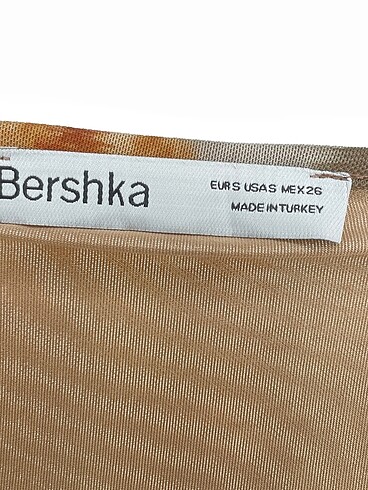 Bershka
EUR S USA S MEX 26
MADE IN TURKEY